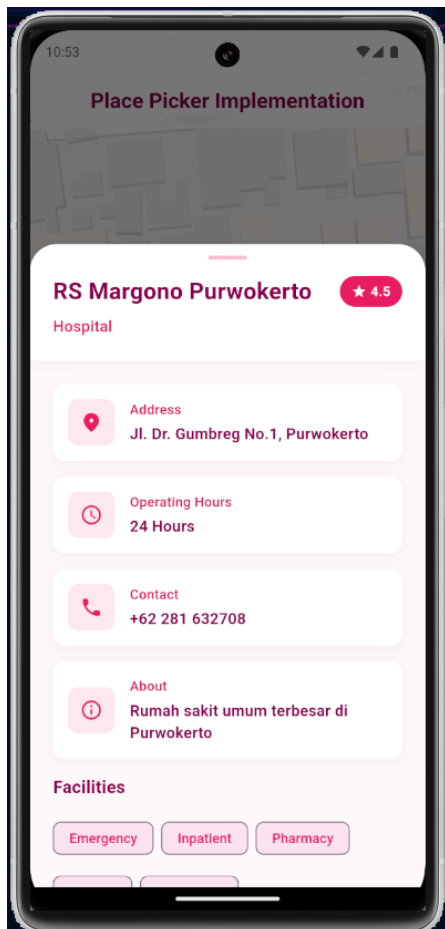 10:53
Place Picker Implementation
RS Margono Purwokerto
★ 4.5
Hospital
Address
Jl. Dr. Gumbreg No.1, Purwokerto
Operating Hours
24 Hours
Contact
+62 281 632708
About
Rumah sakit umum terbesar di
Purwokerto
Facilities
Emergency Inpatient Pharmacy